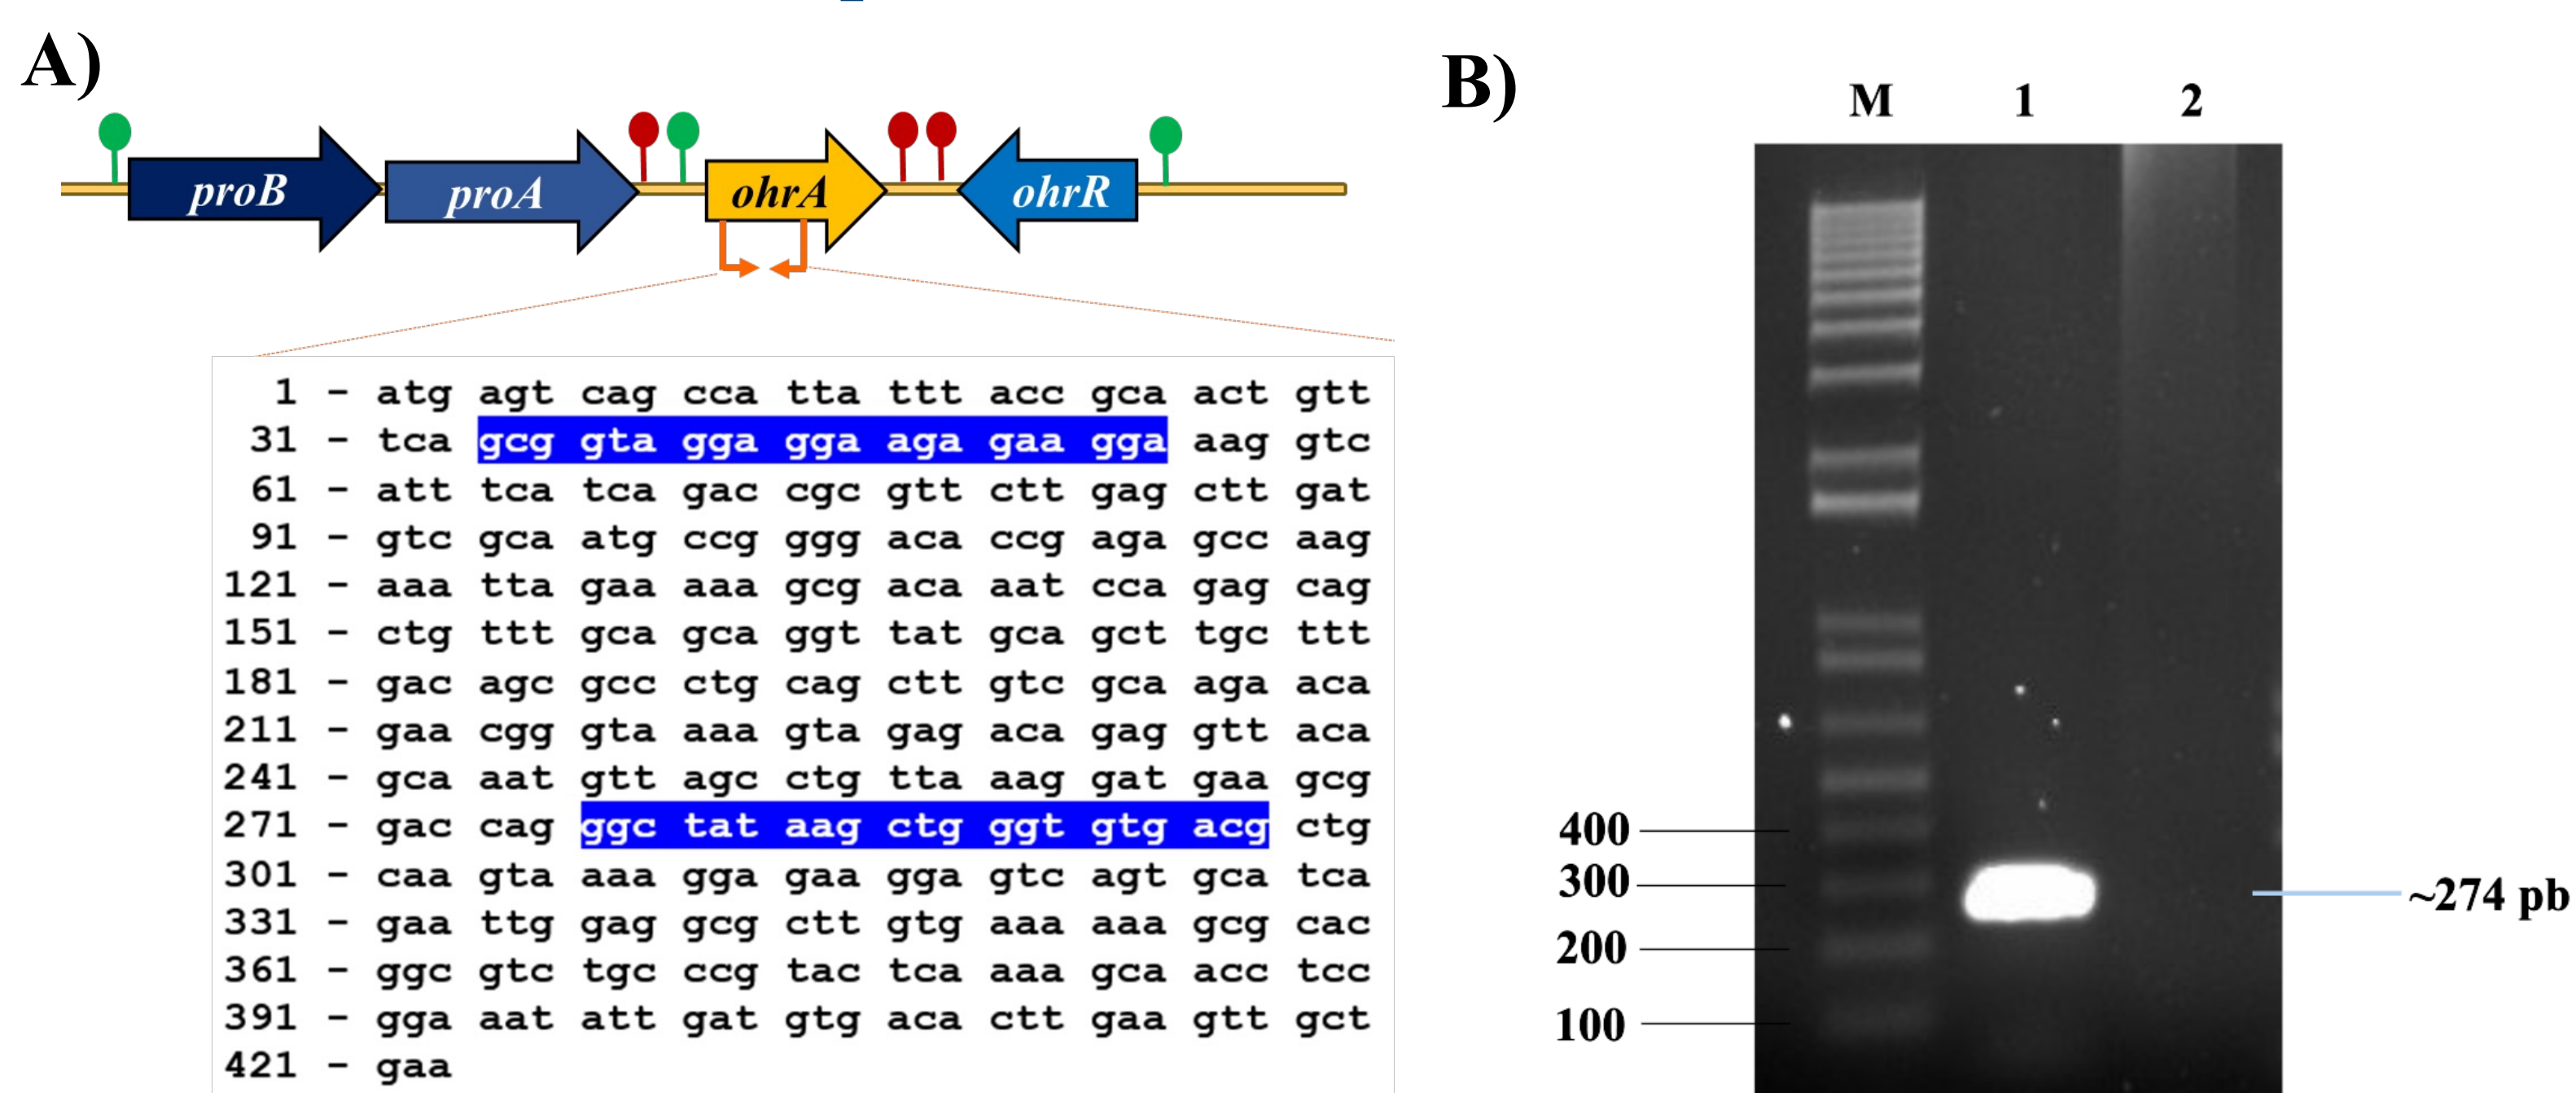 A)
proB proA ohrA ohrR
1 - atg agt cag cca tta ttt acc gca act gtt
31 - tca gcg gta gga gga aga gaa gga aag gtc
61 - att tca tca gac cgc gtt ctt gag ctt gat
91 - gtc gca atg ccg ggg aca ccg aga gcc aag
121 - aaa tta gaa aaa gcg aca aat cca gag cag
151 - ctg ttt gca gca ggt tat gca gct tgc ttt
181 - gac agc gcc ctg cag ctt gtc gca aga aca
211 - gaa cgg gta aaa gta gag aca gag gtt aca
241 - gca aat gtt agc ctg tta aag gat gaa gcg
271 - gac cag ggc tat aag ctg ggt gtg acg ctg
301 - caa gta aaa gga gaa gga gtc agt gca tca
331 - gaa ttg gag gcg ctt gtg aaa aaa gcg cac
361 - ggc gtc tgc ccg tac tca aaa gca acc tcc
391 - gga aat att gat gtg aca ctt gaa gtt gct
421 - gaa
B)
M 1 2
400
300
200
100
~274 pb